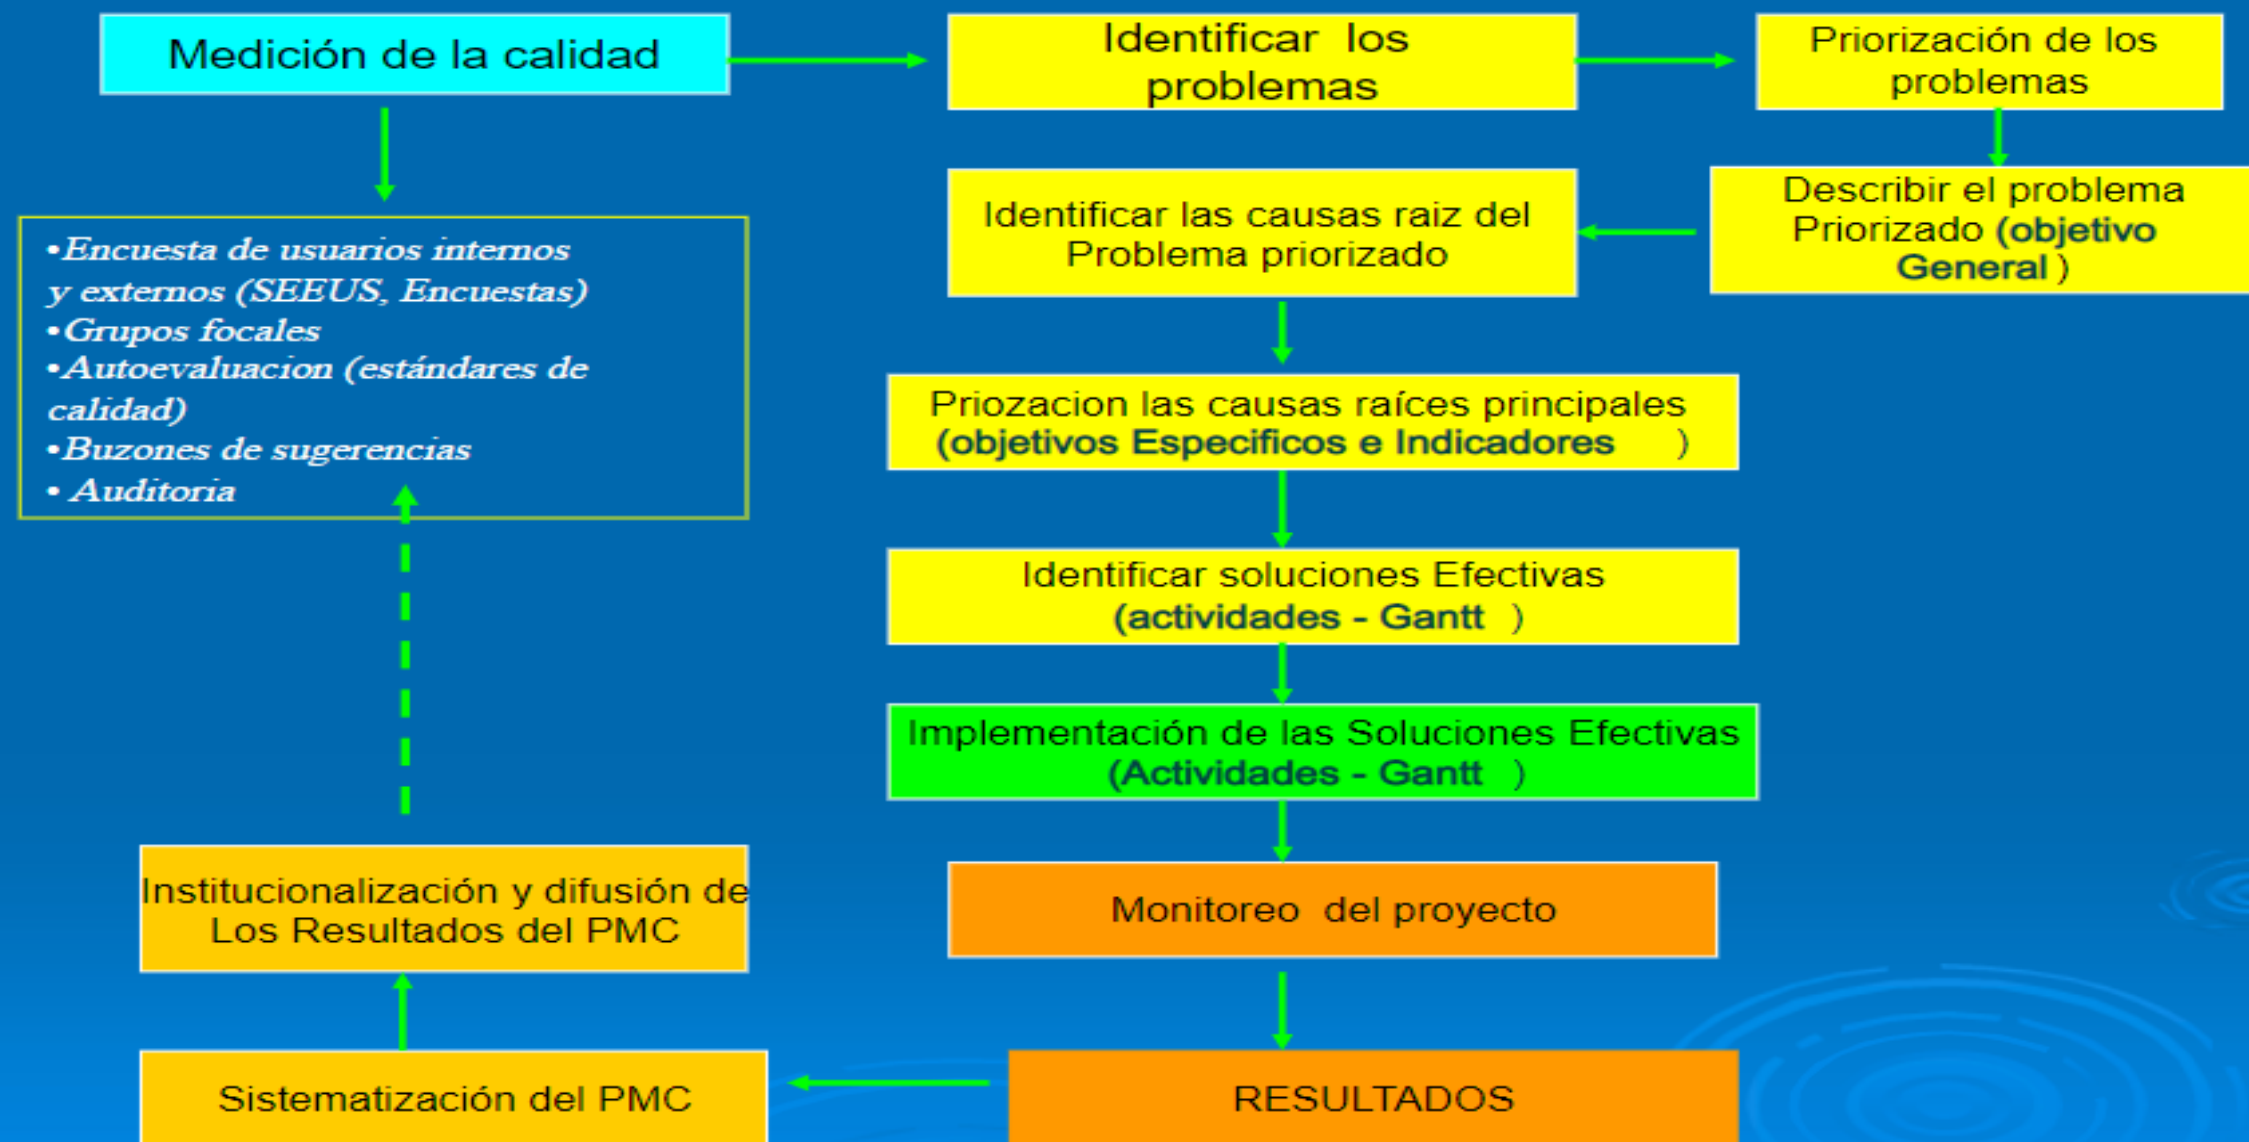 Medición de la calidad
Identificar los
problemas
Priorización de los
problemas
Describir el problema
Priorizado (objetivo
General )
Identificar las causas raiz del
Problema priorizado
•Encuesta de usuarios internos
y externos (SEEUS, Encuestas)
•Grupos focales
•Autoevaluacion (estándares de
calidad)
•Buzones de sugerencias
• Auditoria
Priozacion las causas raíces principales
(objetivos Especificos e Indicadores )
Identificar soluciones Efectivas
(actividades - Gantt )
Implementación de las Soluciones Efectivas
(Actividades - Gantt )
Monitoreo del proyecto
RESULTADOS
Sistematización del PMC
Institucionalización y difusión de
Los Resultados del PMC